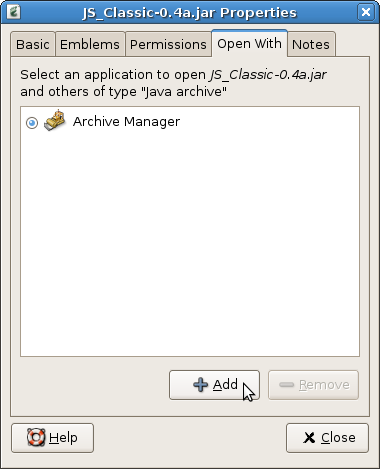 JS_Classic-0.4a.jar Properties
Basic Emblems Permissions Open With Notes
Select an application to open JS_Classic-0.4a.jar
and others of type "Java archive"
Archive Manager
Add Remove
Help Close